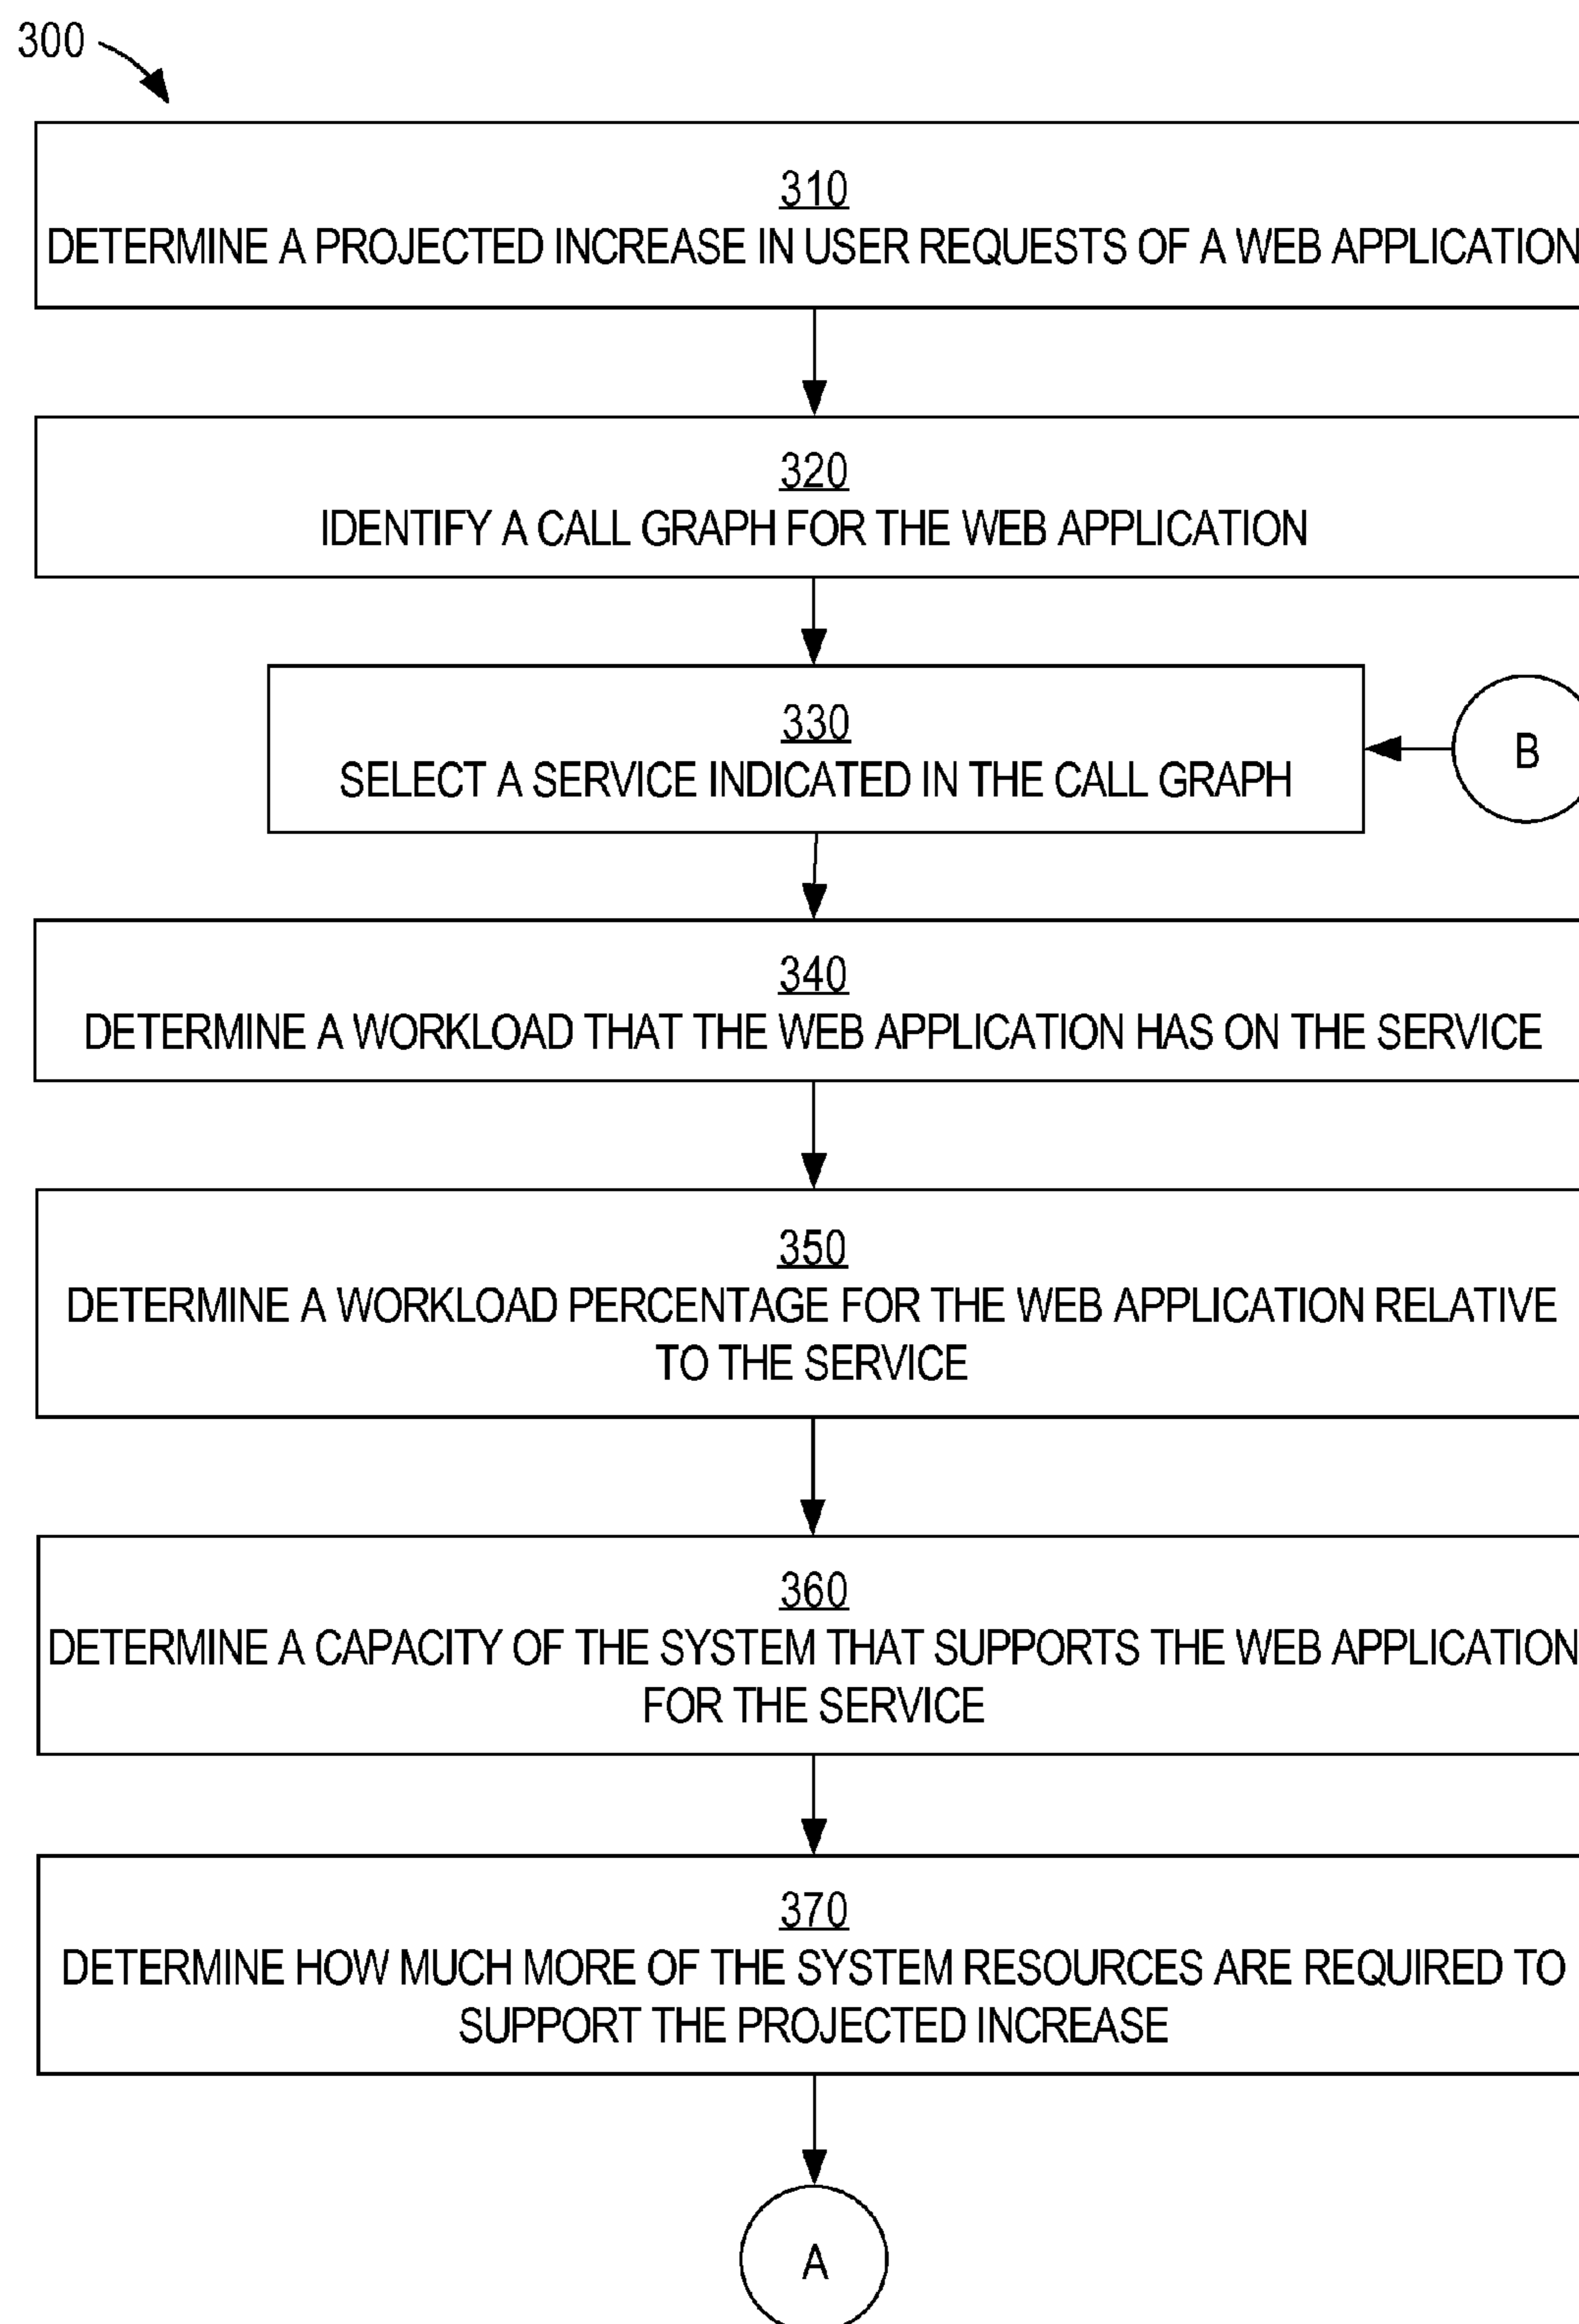 300
310
DETERMINE A PROJECTED INCREASE IN USER REQUESTS OF A WEB APPLICATION
320
IDENTIFY A CALL GRAPH FOR THE WEB APPLICATION
330
SELECT A SERVICE INDICATED IN THE CALL GRAPH
B
340
DETERMINE A WORKLOAD THAT THE WEB APPLICATION HAS ON THE SERVICE
350
DETERMINE A WORKLOAD PERCENTAGE FOR THE WEB APPLICATION RELATIVE
TO THE SERVICE
360
DETERMINE A CAPACITY OF THE SYSTEM THAT SUPPORTS THE WEB APPLICATION
FOR THE SERVICE
370
DETERMINE HOW MUCH MORE OF THE SYSTEM RESOURCES ARE REQUIRED TO
SUPPORT THE PROJECTED INCREASE
A